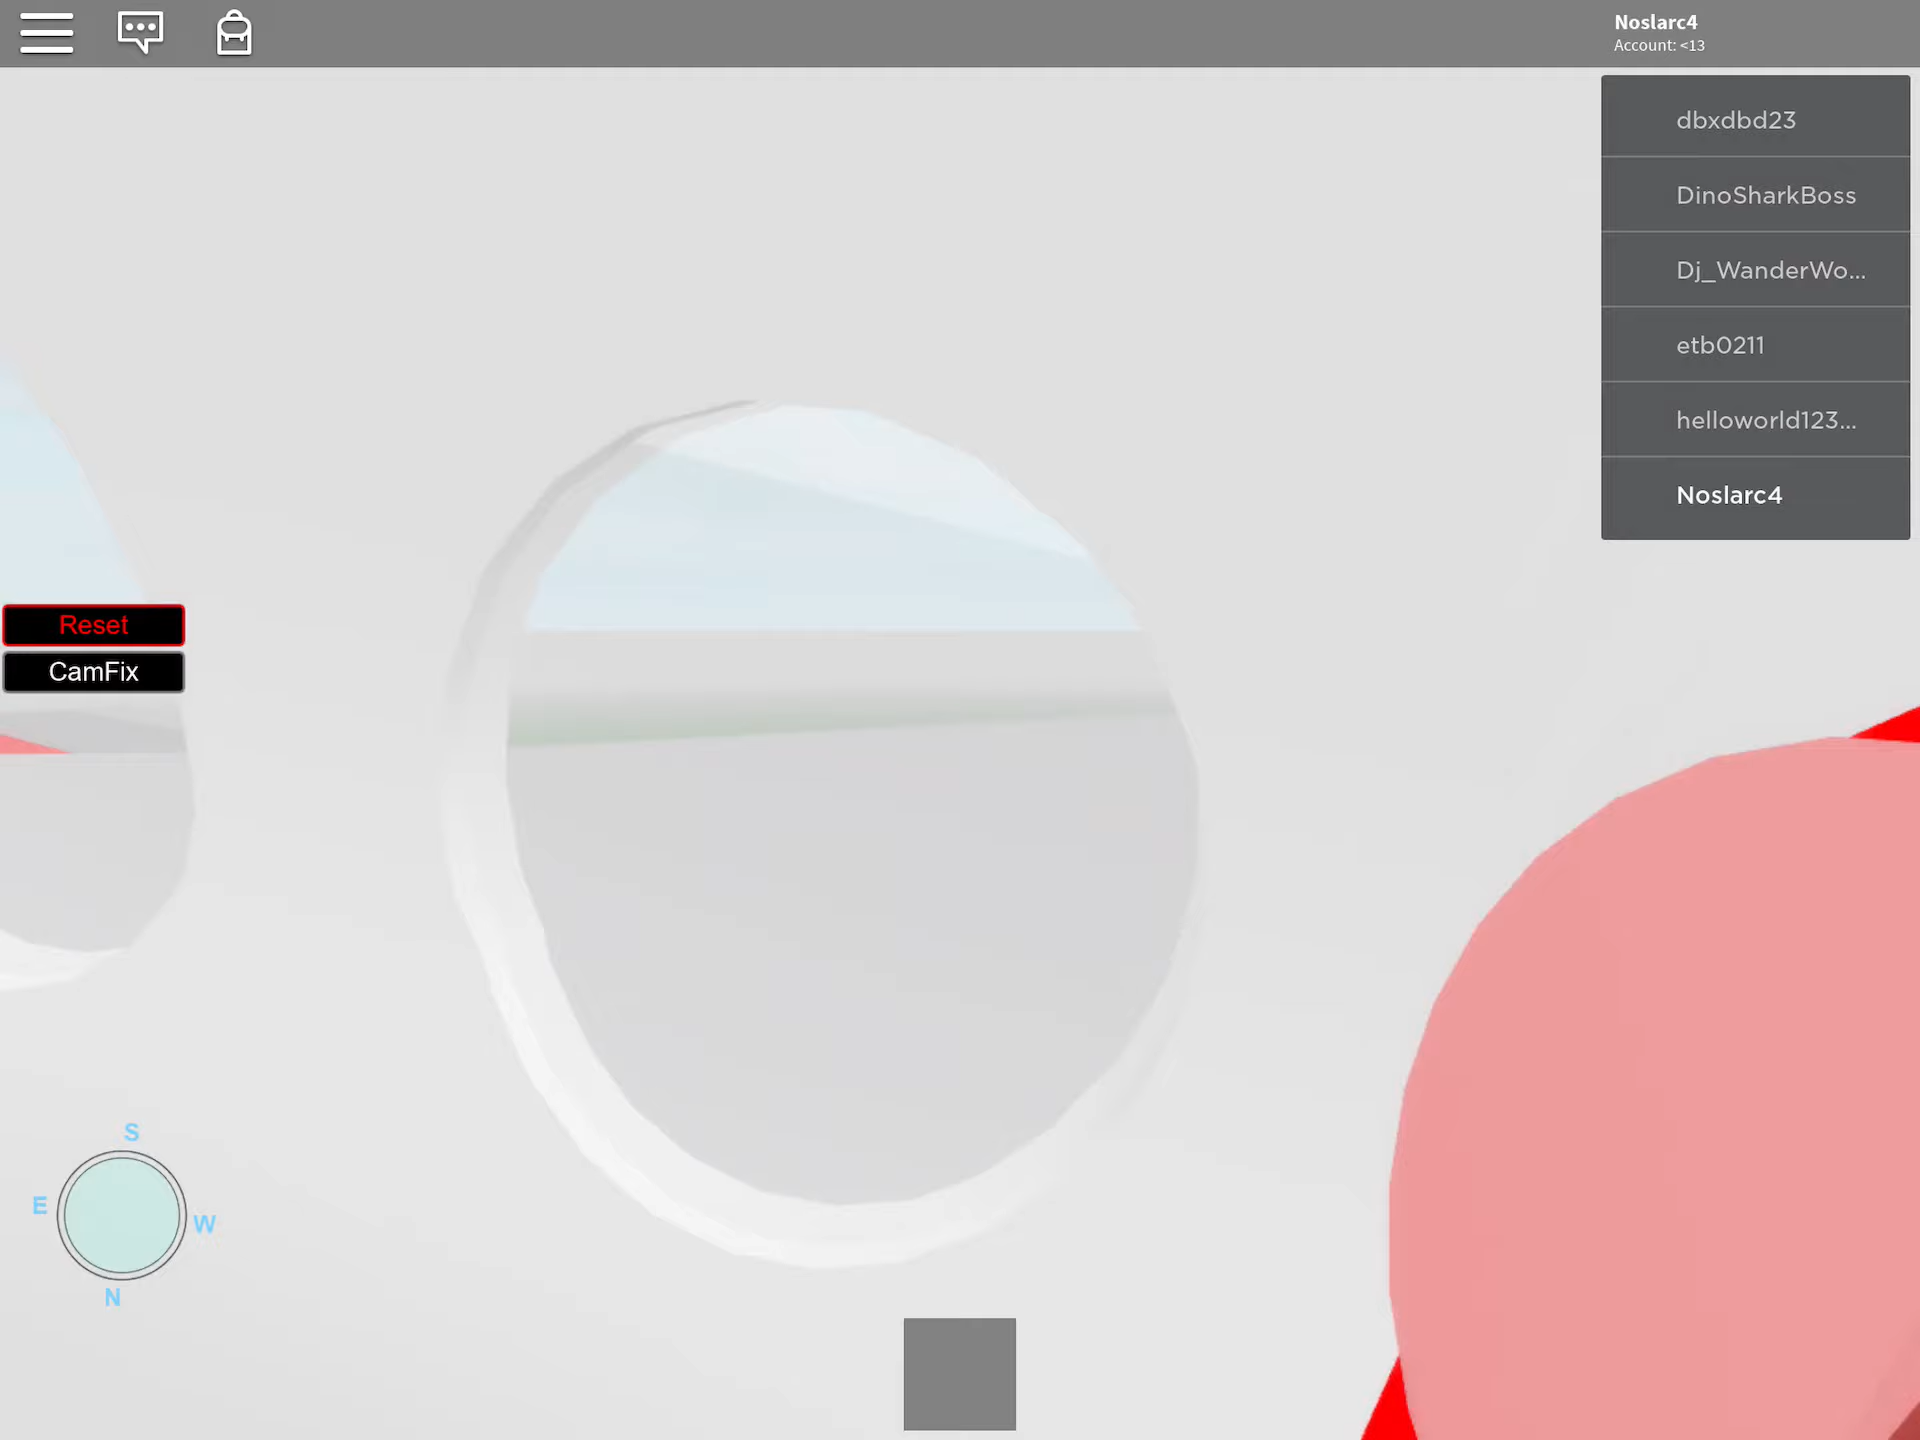 Noslarc4
Account: <13
dbxdbd23
DinoSharkBoss
Dj_WanderWo...
etb0211
helloworld123...
Noslarc4
Reset
CamFix
S
E
W
N